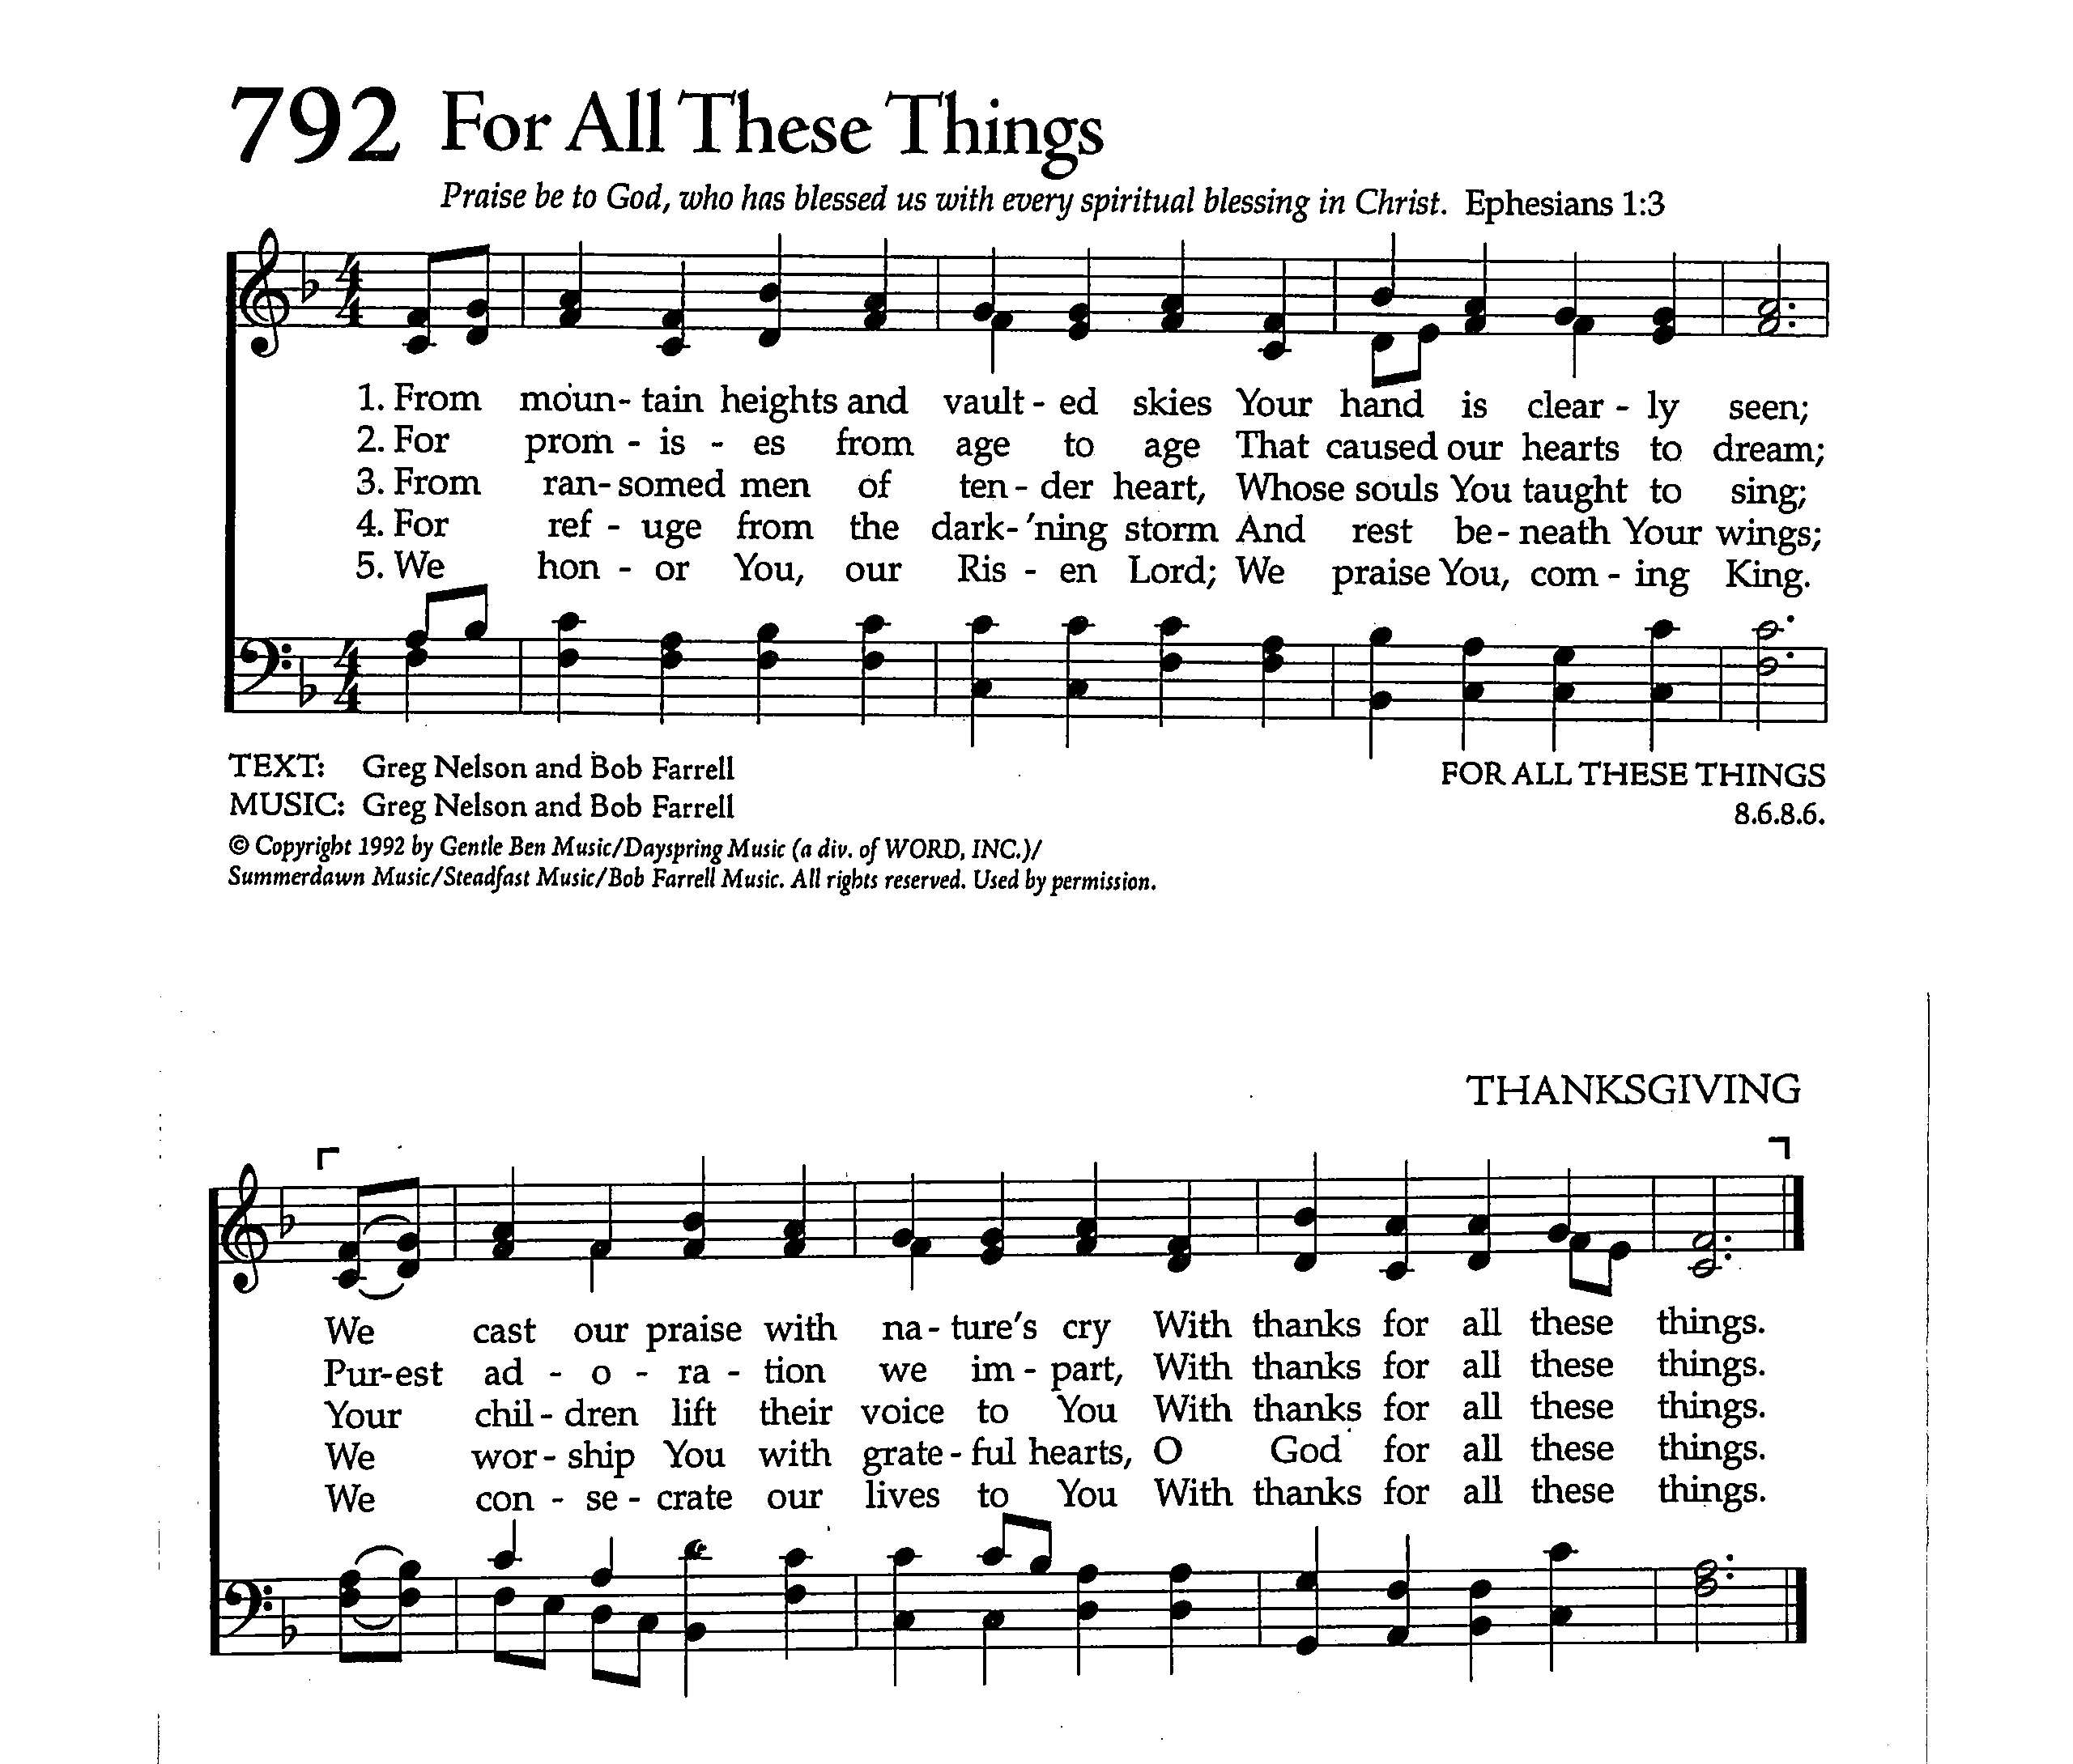 792 For All These Things
Praise be to God, who has blessed us with every spiritual blessing in Christ. Ephesians 1:3
1. From moun- tain heights and vault - ed skies Your hand is clear - ly seen;
2. For prom - is - es from age to age That caused our hearts to dream;
3. From ran- somed men of ten - der heart, Whose souls You taught to sing;
4. For ref - uge from the dark- 'ning storm And rest be - neath Your wings;
5. We hon - or You, our Ris - en Lord; We praise You, com - ing King.
TEXT: Greg Nelson and Bob Farrell
FOR ALL THESE THINGS
MUSIC: Greg Nelson and Bob Farrell
8.6.8.6.
© Copyright 1992 by Gentle Ben Music/Dayspring Music (a div. of WORD, INC.)/
Summerdawn Music/Steadfast Music/Bob Farrell Music. All rights reserved. Used by permission.
THANKSGIVING
We cast our praise with na - ture's cry With thanks for all these things.
Pur-est ad - o - ra - tion we im - part, With thanks for all these things.
Your chil - dren lift their voice to You With thanks for all these things.
We wor - ship You with grate - ful hearts, O God for all these things.
We con - se - crate our lives to You With thanks for all these things.